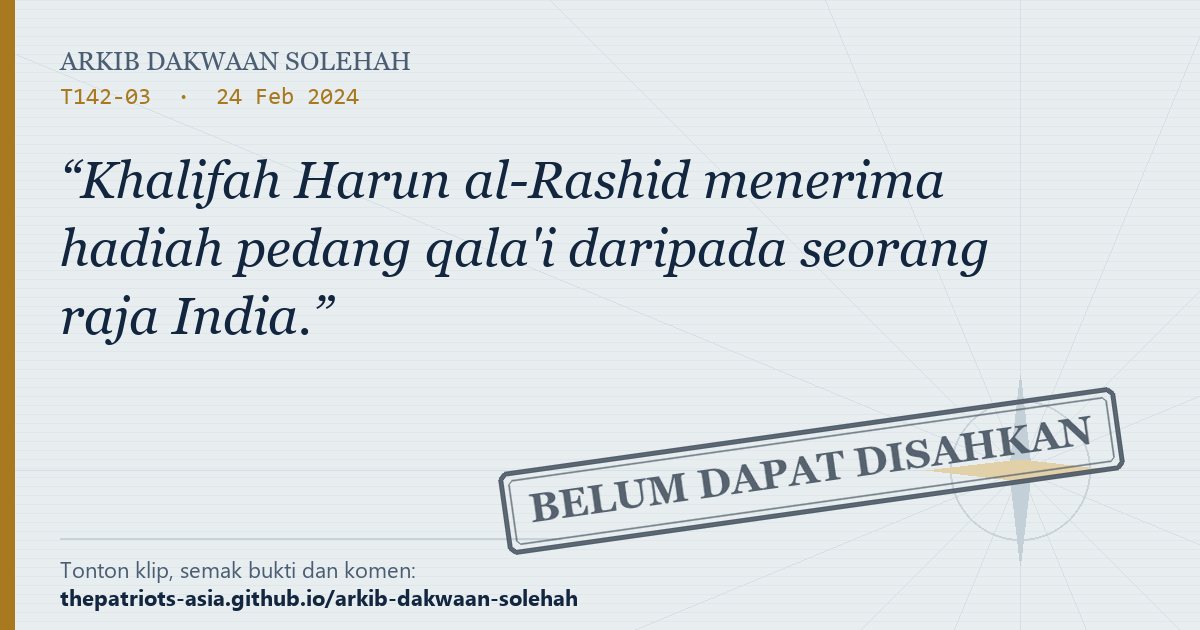 ARKIB DAKWAAN SOLEHAH
T142-03 · 24 Feb 2024
“Khalifah Harun al-Rashid menerima
hadiah pedang qala'i daripada seorang
raja India.”
BELUM DAPAT DISAHKAN
Tonton klip, semak bukti dan komen:
thepatriots-asia.github.io/arkib-dakwaan-solehah